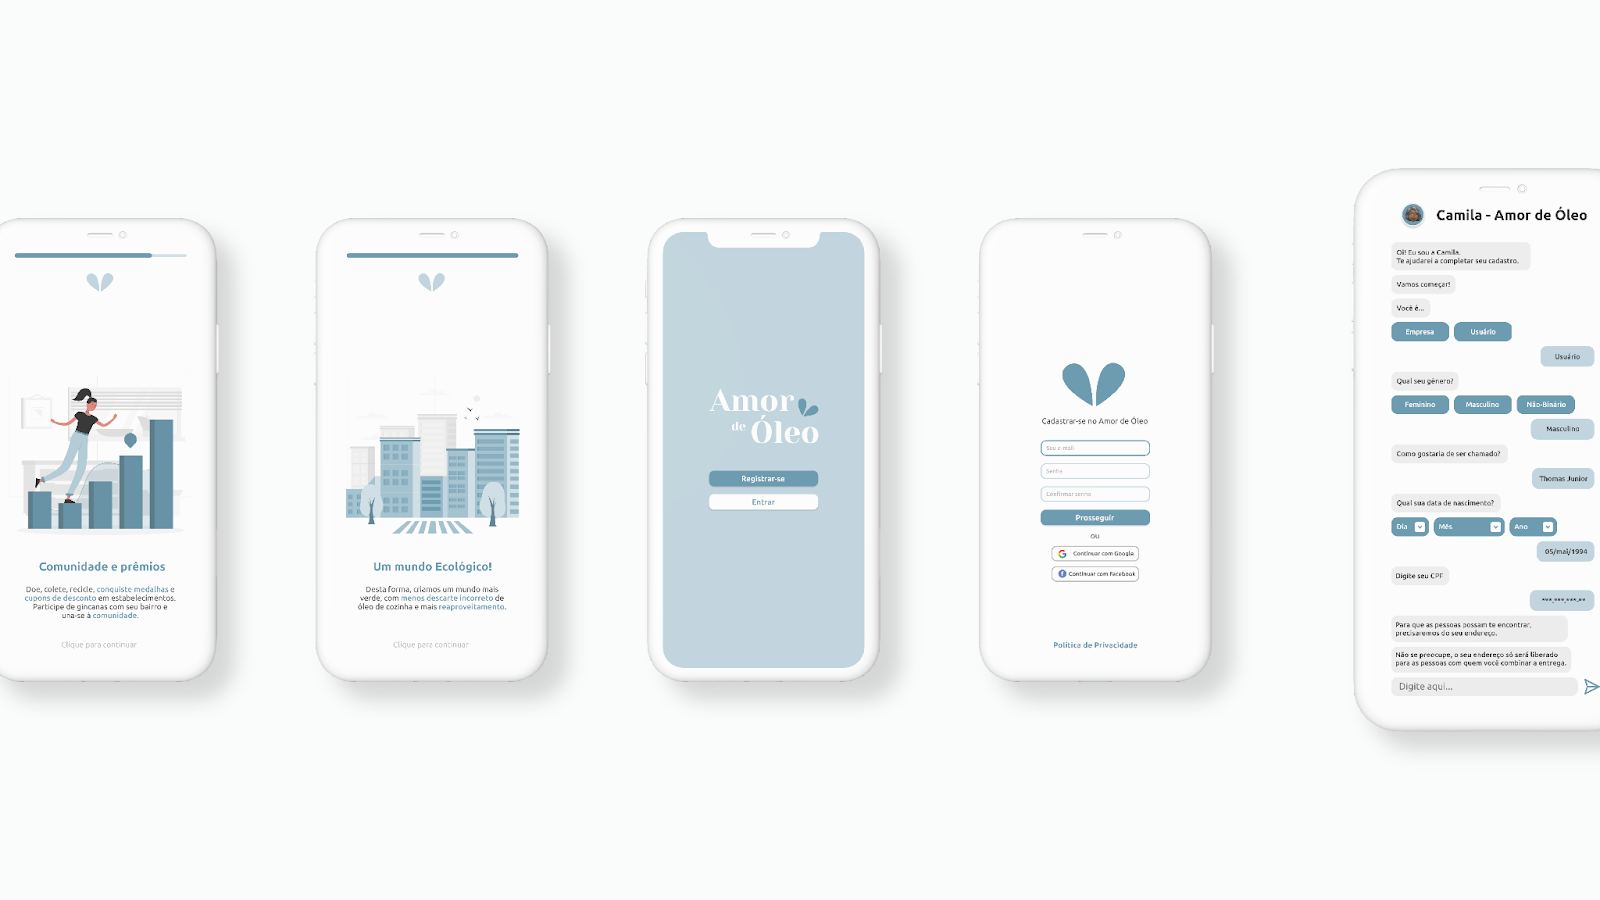 Comunidade e prêmios
Doe, colete, recicle, conquiste medalhas e
cupons de desconto em estabelecimentos.
Participe de gincanas com seu bairro e
una-se à comunidade.
Clique para continuar
Um mundo Ecológico!
Desta forma, criamos um mundo mais
verde, com menos descarte incorreto de
óleo de cozinha e mais reaproveitamento.
Clique para continuar
Amor
de Óleo
Registrar-se
Entrar
Cadastrar-se no Amor de Óleo
Seu e-mail
Senha
Confirmar senha
Prosseguir
ou
Continuar com Google
Continuar com Facebook
Política de Privacidade
Camila - Amor de Óleo
Oi! Eu sou a Camila.
Te ajudarei a completar seu cadastro.
Vamos começar!
Você é...
Empresa Usuário
Usuário
Qual seu gênero?
Feminino Masculino Não-Binário
Masculino
Como gostaria de ser chamado?
Thomas Junior
Qual sua data de nascimento?
Dia Mês Ano
05/mai/1994
Digite seu CPF
***.***.***-**
Para que as pessoas possam te encontrar,
precisaremos do seu endereço.
Não se preocupe, o seu endereço só será liberado
para as pessoas com quem você combinar a entrega.
Digite aqui...